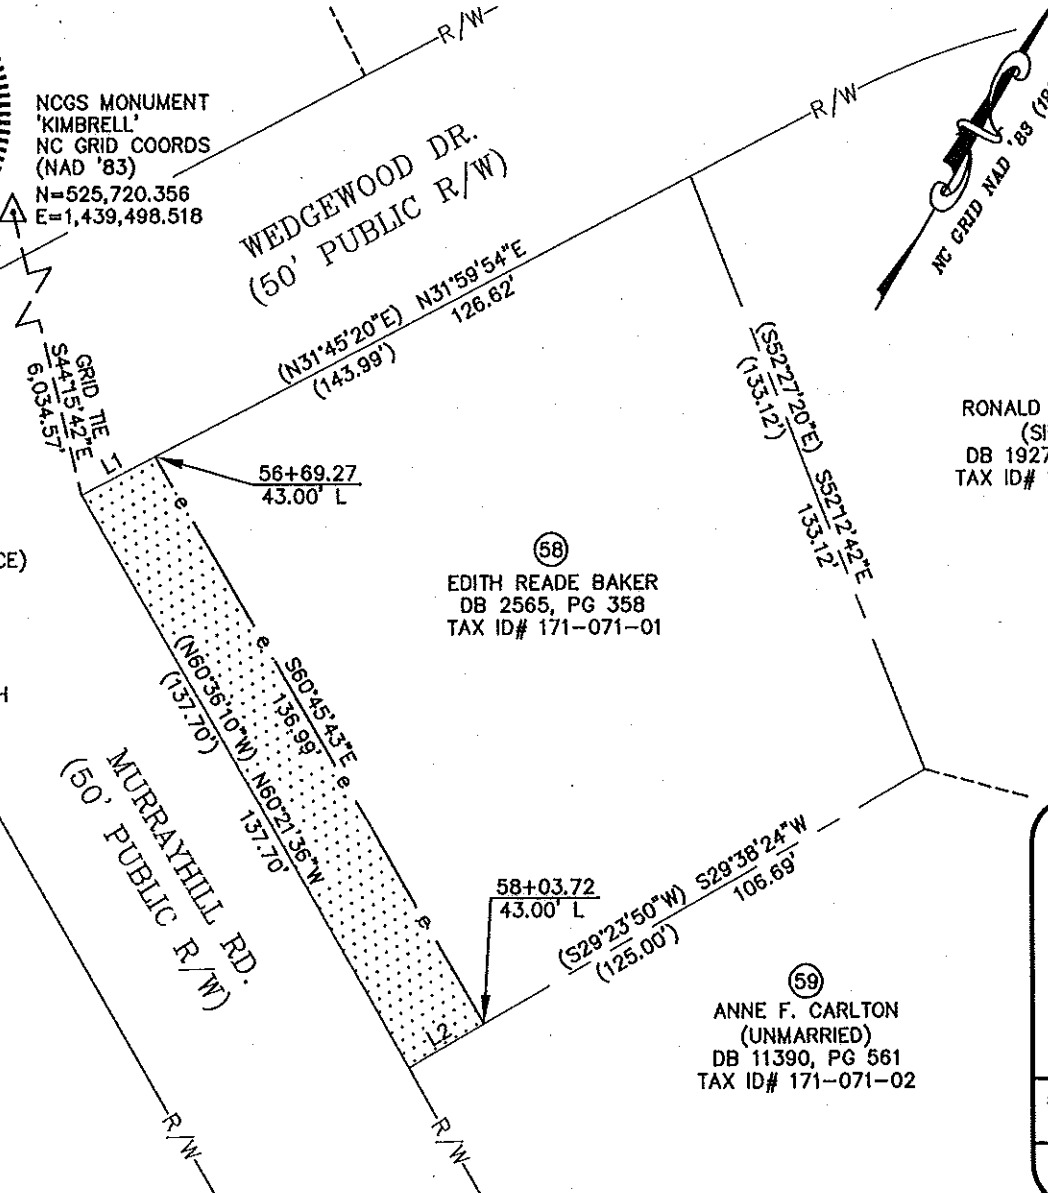 R/W
NCGS MONUMENT
'KIMBRELL'
NC GRID COORDS
(NAD '83)
N=525,720.356
E=1,439,498.518
WEDGEWOOD DR.
(50' PUBLIC R/W)
R/W
NC GRID NAD '83
(N31°45'20"E) N31°59'54"E
(143.99') 126.62'
GRID TIE
S44°15'42"E
6,034.57'
L1
56+69.27
43.00' L
(S52°27'20"E) S52°12'42"E
(133.12') 133.12'
RONALD
DB 1927
TAX ID#
58
EDITH READE BAKER
DB 2565, PG 358
TAX ID# 171-071-01
CE)
H
e
e
e
e
S60°45'43"E
136.99'
(N60°36'10"W) N60°21'36"W
(137.70') 137.70'
MURRAYHILL RD.
(50' PUBLIC R/W)
58+03.72
43.00' L
(S29°23'50"W) S29°38'24"W
(125.00') 106.69'
L2
59
ANNE F. CARLTON
(UNMARRIED)
DB 11390, PG 561
TAX ID# 171-071-02
R/W
R/W